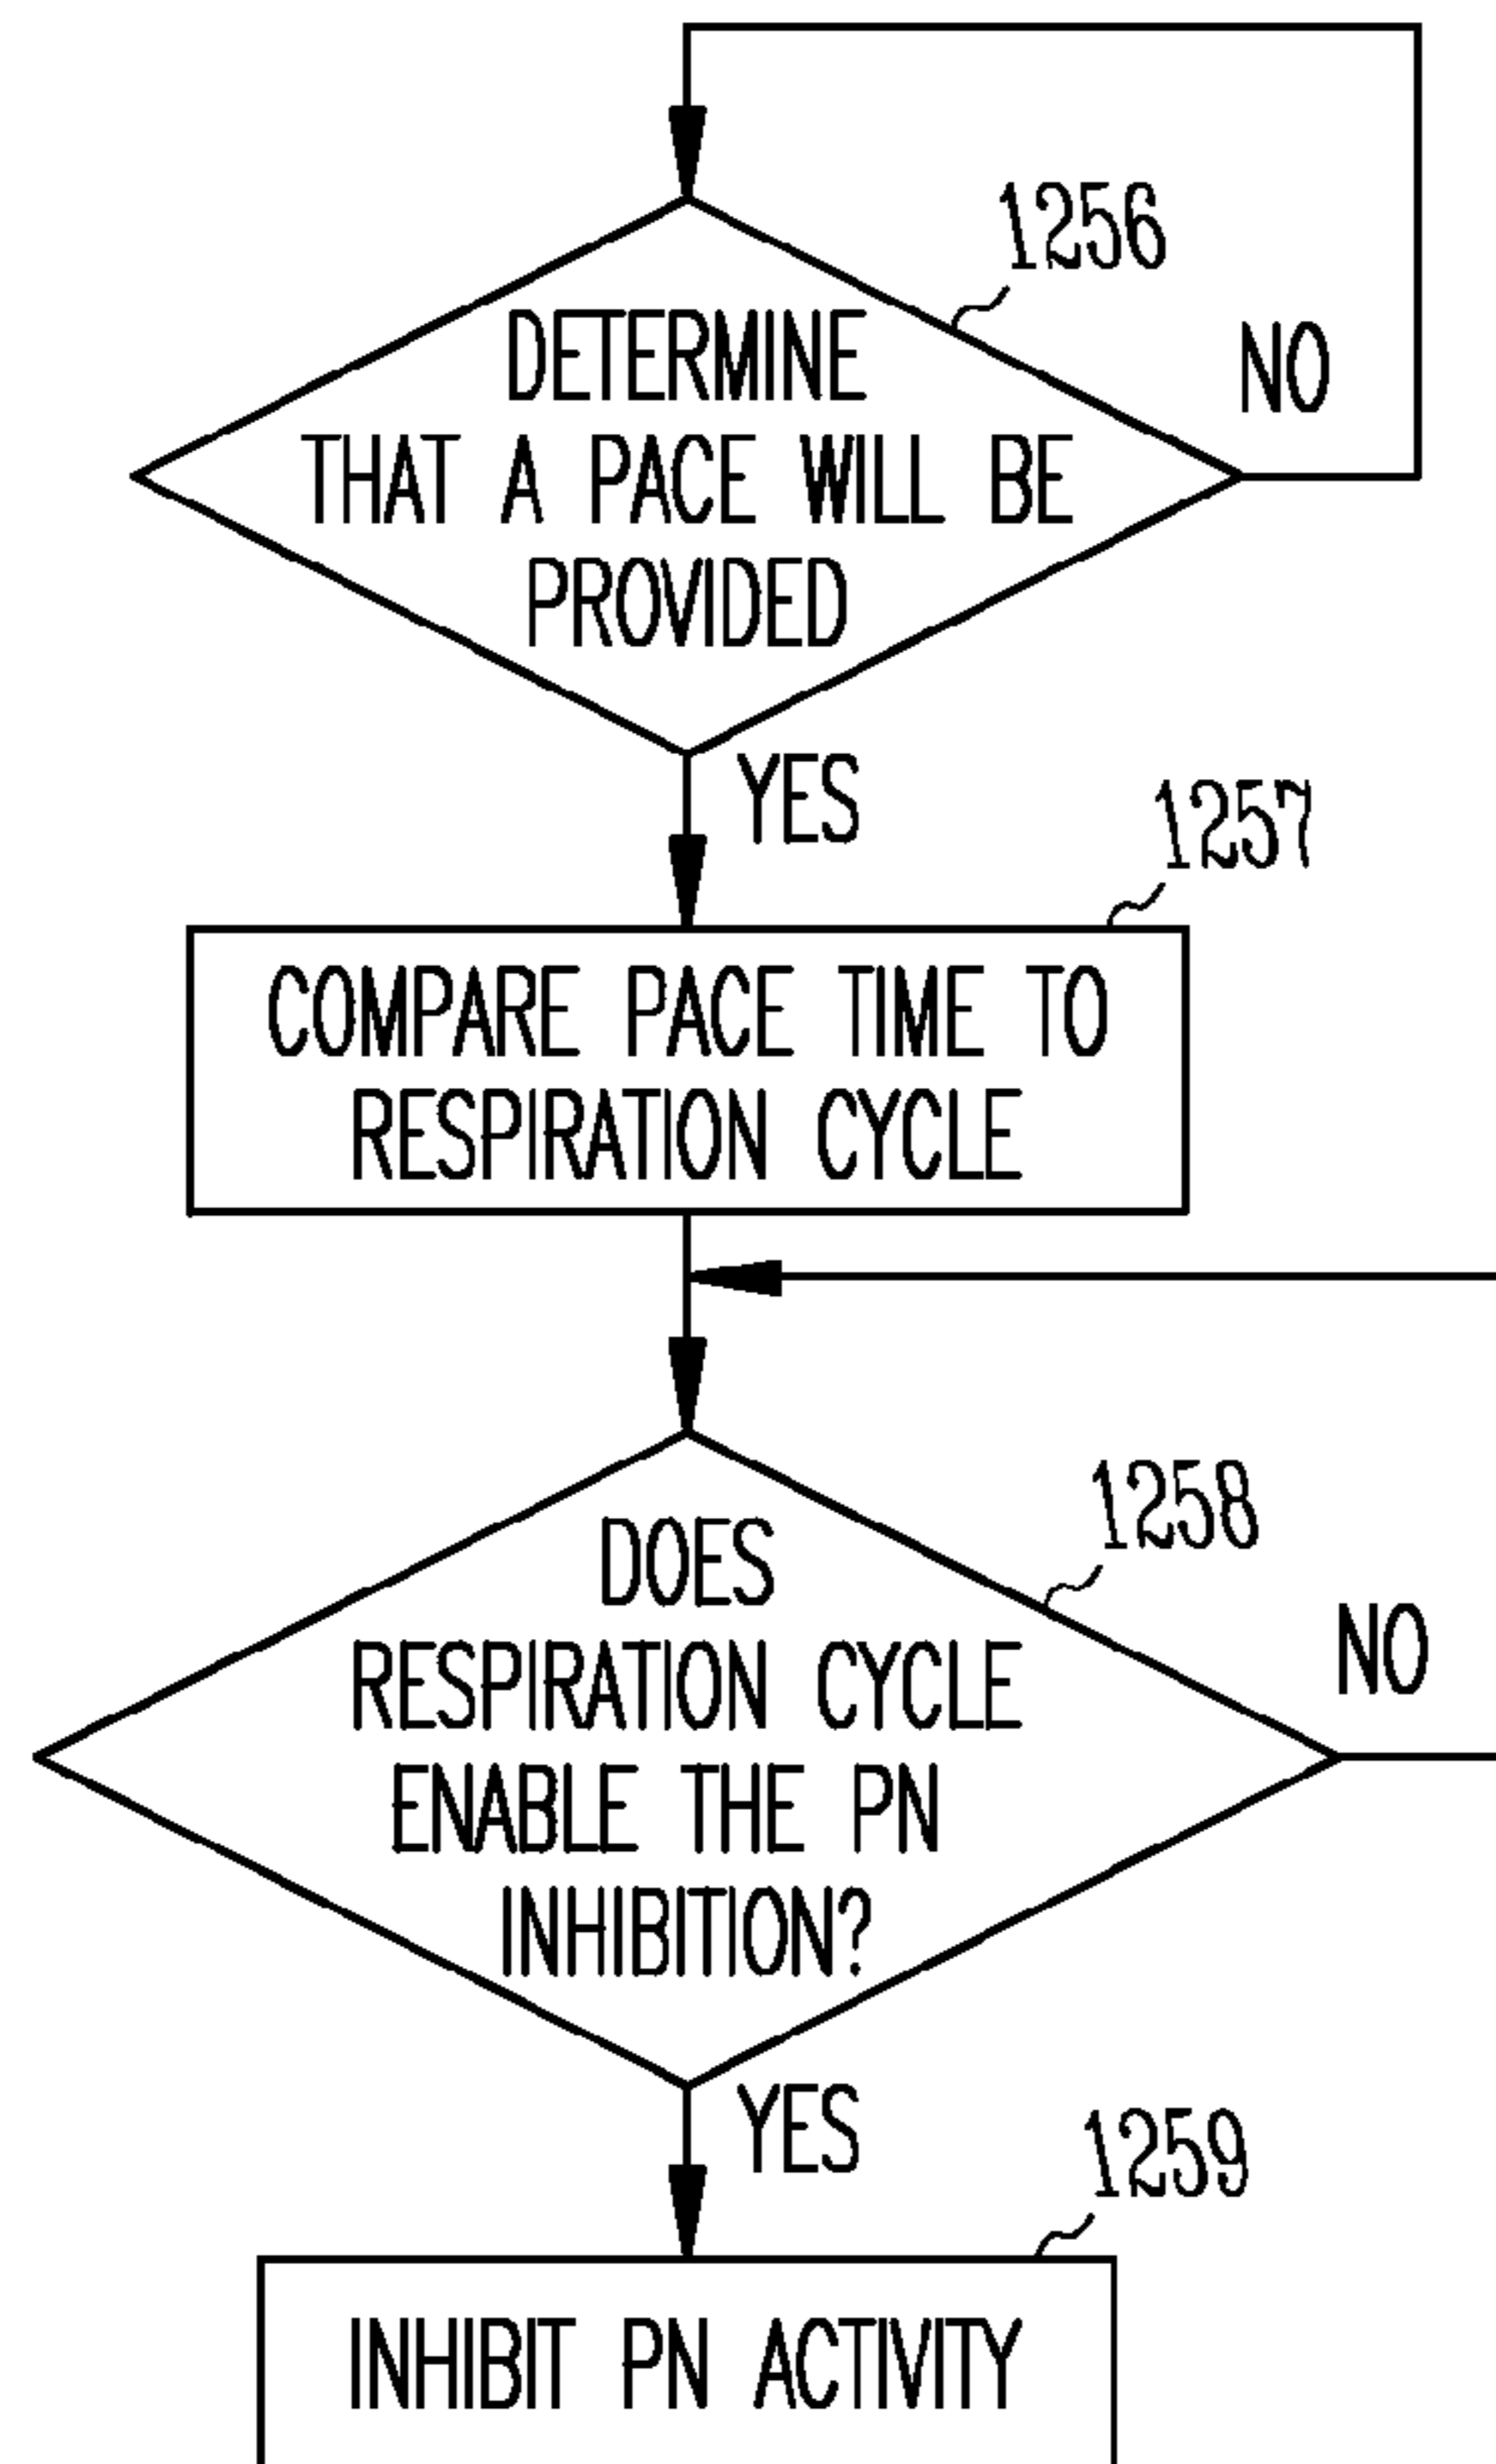 1256
DETERMINE
THAT A PACE WILL BE
PROVIDED
NO
YES
1257
COMPARE PACE TIME TO
RESPIRATION CYCLE
1258
DOES
RESPIRATION CYCLE
ENABLE THE PN
INHIBITION?
NO
YES
1259
INHIBIT PN ACTIVITY